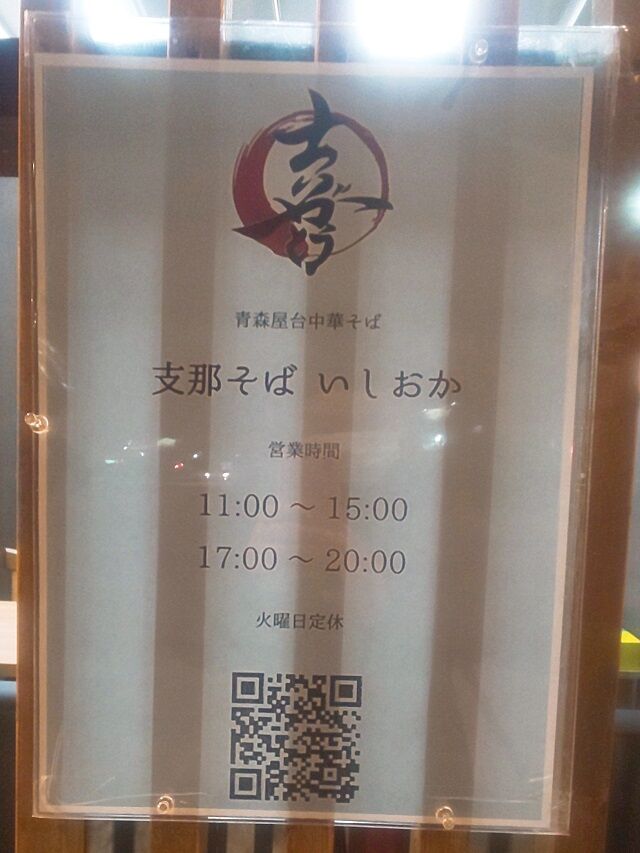 青森屋台中華そば
支那そば いしおか
営業時間
11:00 ～ 15:00
17:00 ～ 20:00
火曜日定休